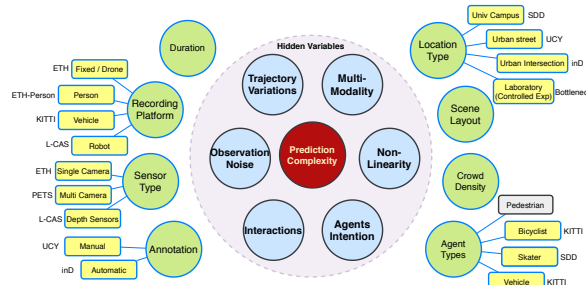 Duration
ETH
Fixed / Drone
ETH-Person
Person
KITTI
Vehicle
L-CAS
Robot
Recording
Platform
ETH
Single Camera
PETS
Multi Camera
L-CAS
Depth Sensors
Sensor
Type
UCY
Manual
inD
Automatic
Annotation
Hidden Variables
Trajectory
Variations
Multi-
Modality
Observation
Noise
Prediction
Complexity
Non-
Linearity
Interactions
Agents
Intention
Location
Type
Univ Campus
SDD
Urban street
UCY
Urban Intersection
inD
Laboratory
(Controlled Exp)
Bottleneck
Scene
Layout
Crowd
Density
Agent
Types
Pedestrian
Bicyclist
KITTI
Skater
SDD
Vehicle
KITTI